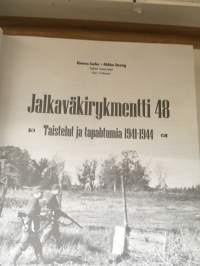 Jalkaväkirykmentti 48
Taistelut ja tapahtumia 1941-1944